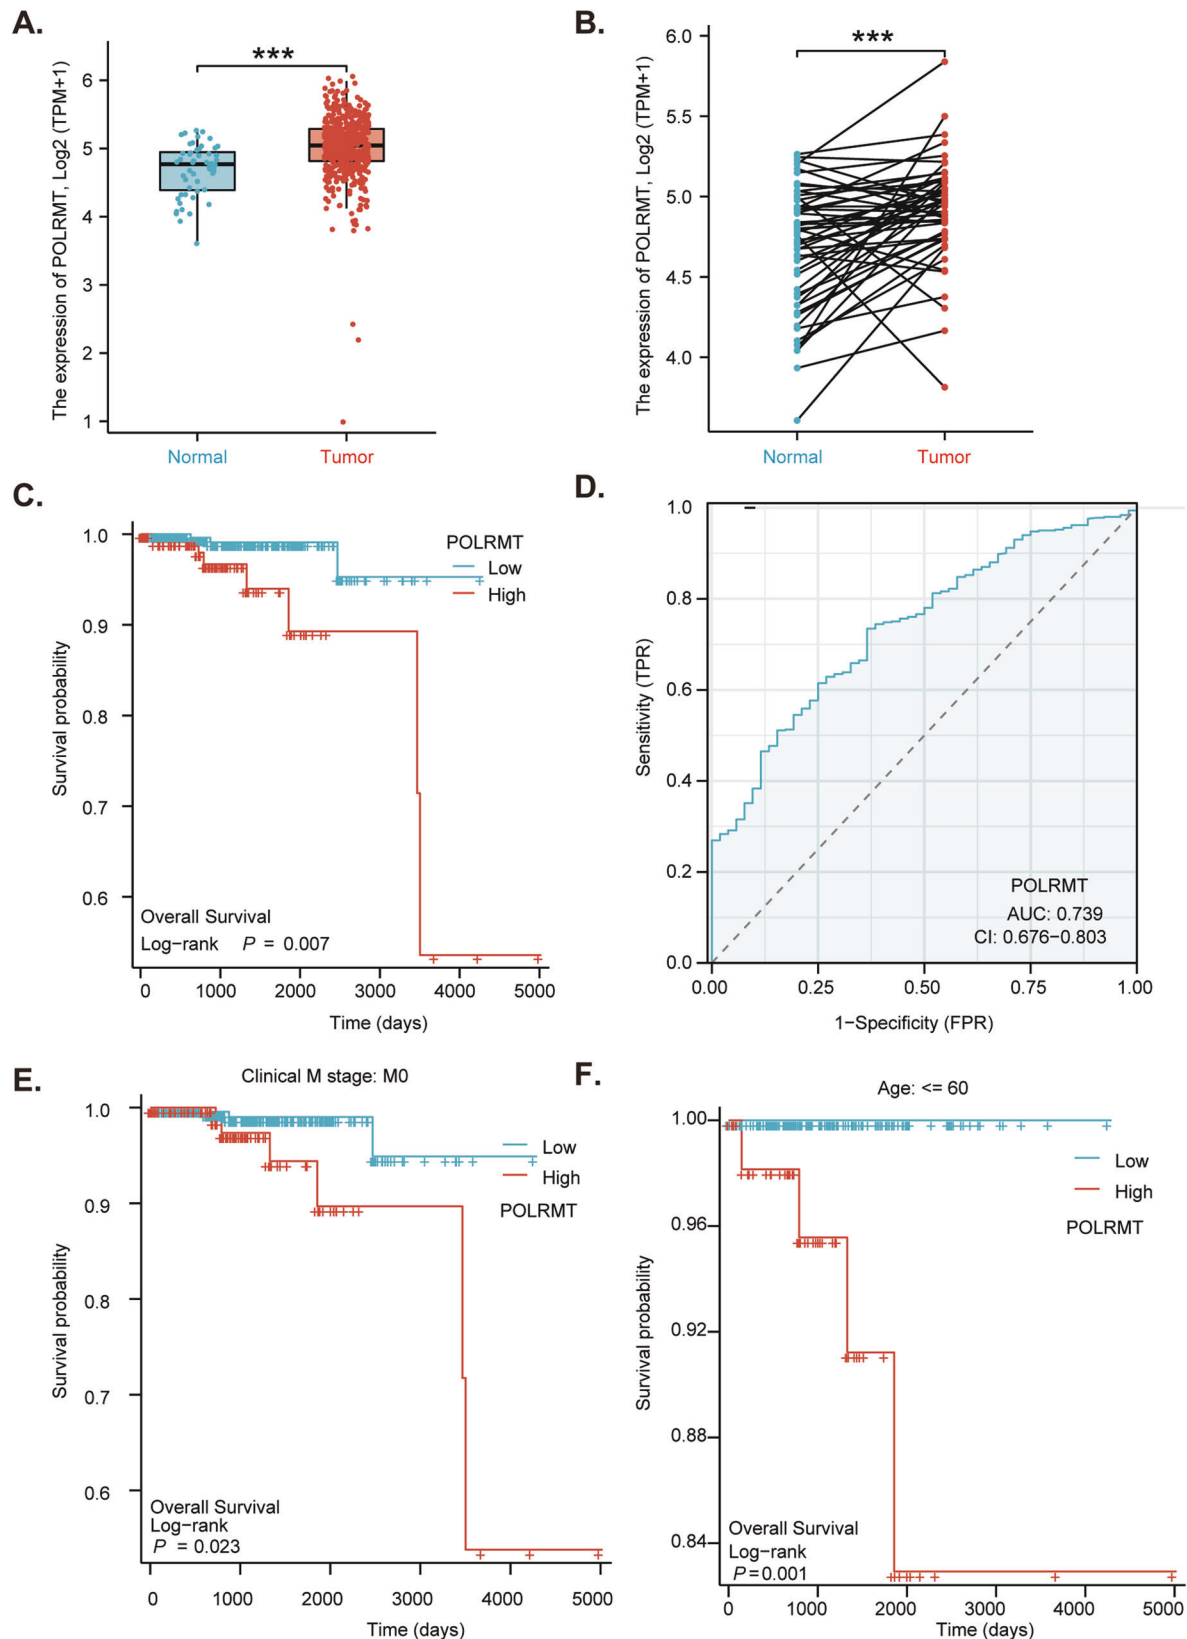 A.
The expression of POLRMT, Log2 (TPM+1)
***
6
5
4
3
2
1
Normal
Tumor
B.
The expression of POLRMT, Log2 (TPM+1)
***
6.0
5.5
5.0
4.5
4.0
Normal
Tumor
C.
Survival probability
1.0
0.9
0.8
0.7
0.6
POLRMT
Low
High
Overall Survival
Log−rank P = 0.007
0
1000
2000
3000
4000
5000
Time (days)
D.
Sensitivity (TPR)
1.0
0.8
0.6
0.4
0.2
0.0
POLRMT
AUC: 0.739
CI: 0.676−0.803
0.00
0.25
0.50
0.75
1.00
1−Specificity (FPR)
E.
Clinical M stage: M0
Survival probability
1.0
0.9
0.8
0.7
0.6
Low
High
POLRMT
Overall Survival
Log−rank
P = 0.023
0
1000
2000
3000
4000
5000
Time (days)
F.
Age: <= 60
Survival probability
1.00
0.96
0.92
0.88
0.84
Low
High
POLRMT
Overall Survival
Log−rank
P=0.001
0
1000
2000
3000
4000
5000
Time (days)